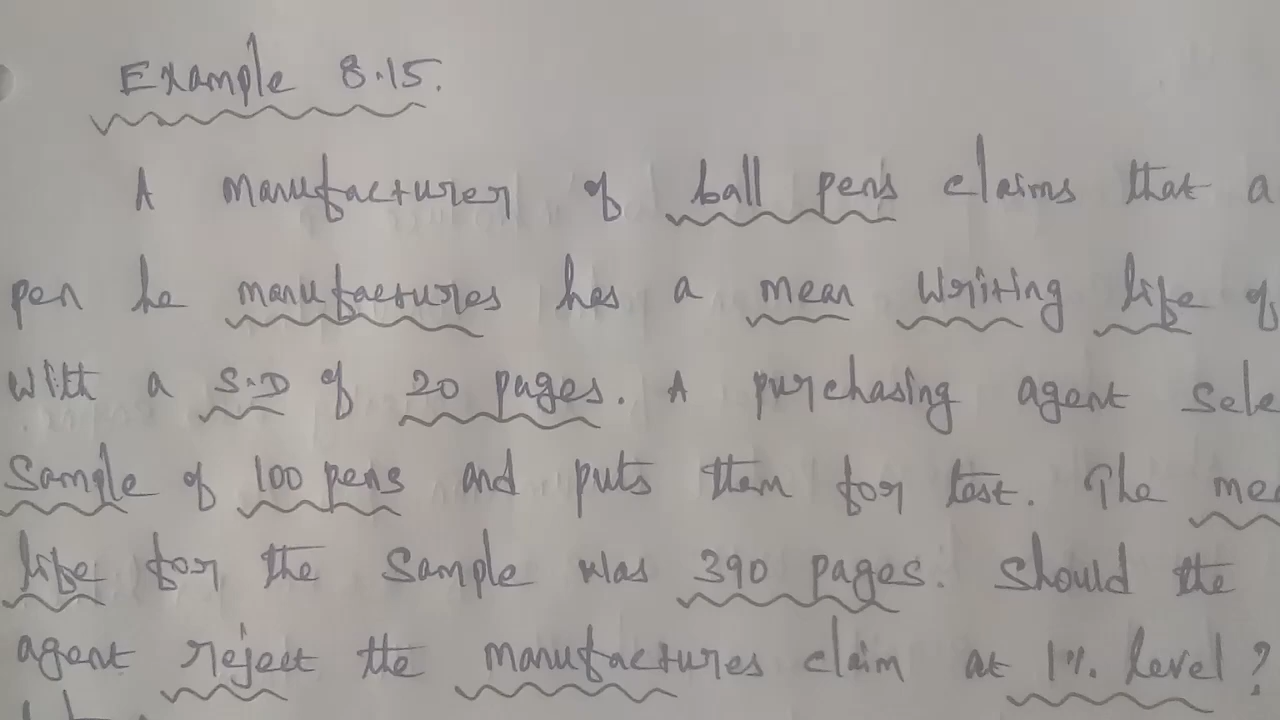 Example 8.15.
A manufacturer of ball pens claims that a
pen he manufactures has a mean writing life of
with a S.D of 20 pages. A purchasing agent sele
Sample of 100 pens and puts them for test. The mea
life for the sample was 390 pages. Should the
agent reject the manufactures claim at 1% level?